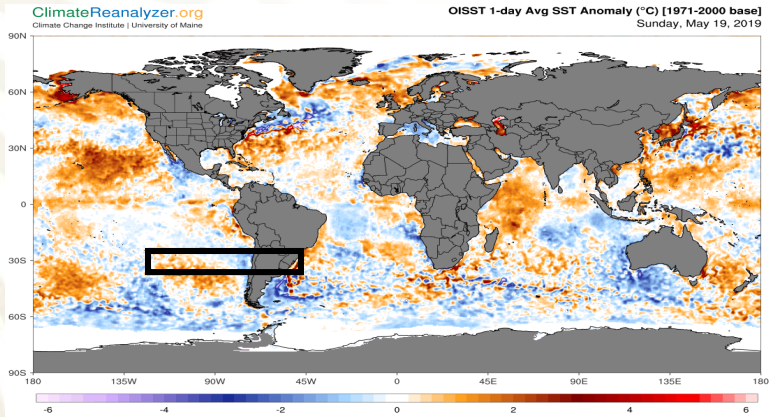 ClimateReanalyzer.org
Climate Change Institute | University of Maine
OISST 1-day Avg SST Anomaly (°C) [1971-2000 base]
Sunday, May 19, 2019
90N
60N
30N
0
30S
60S
90S
180 135W 90W 45W 0 45E 90E 135E 180
-6 -4 -2 0 2 4 6